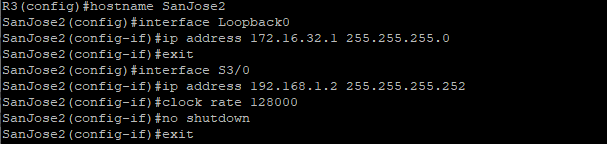 R3(config)#hostname SanJose2
SanJose2(config)#interface Loopback0
SanJose2(config-if)#ip address 172.16.32.1 255.255.255.0
SanJose2(config-if)#exit
SanJose2(config)#interface S3/0
SanJose2(config-if)#ip address 192.168.1.2 255.255.255.252
SanJose2(config-if)#clock rate 128000
SanJose2(config-if)#no shutdown
SanJose2(config-if)#exit